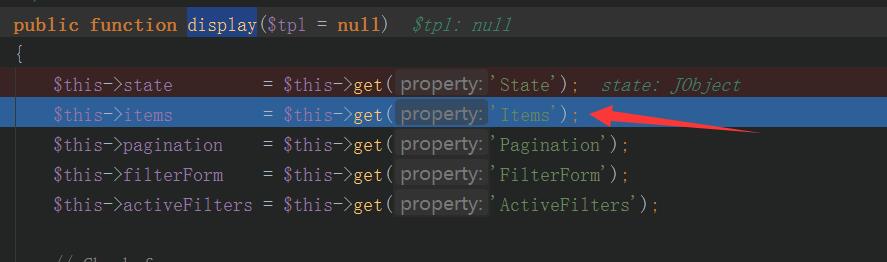 public function display($tpl = null)  $tpl: null
{
$this->state = $this->get( property: 'State');  state: JObject
$this->items = $this->get( property: 'Items');
$this->pagination = $this->get( property: 'Pagination');
$this->filterForm = $this->get( property: 'FilterForm');
$this->activeFilters = $this->get( property: 'ActiveFilters');